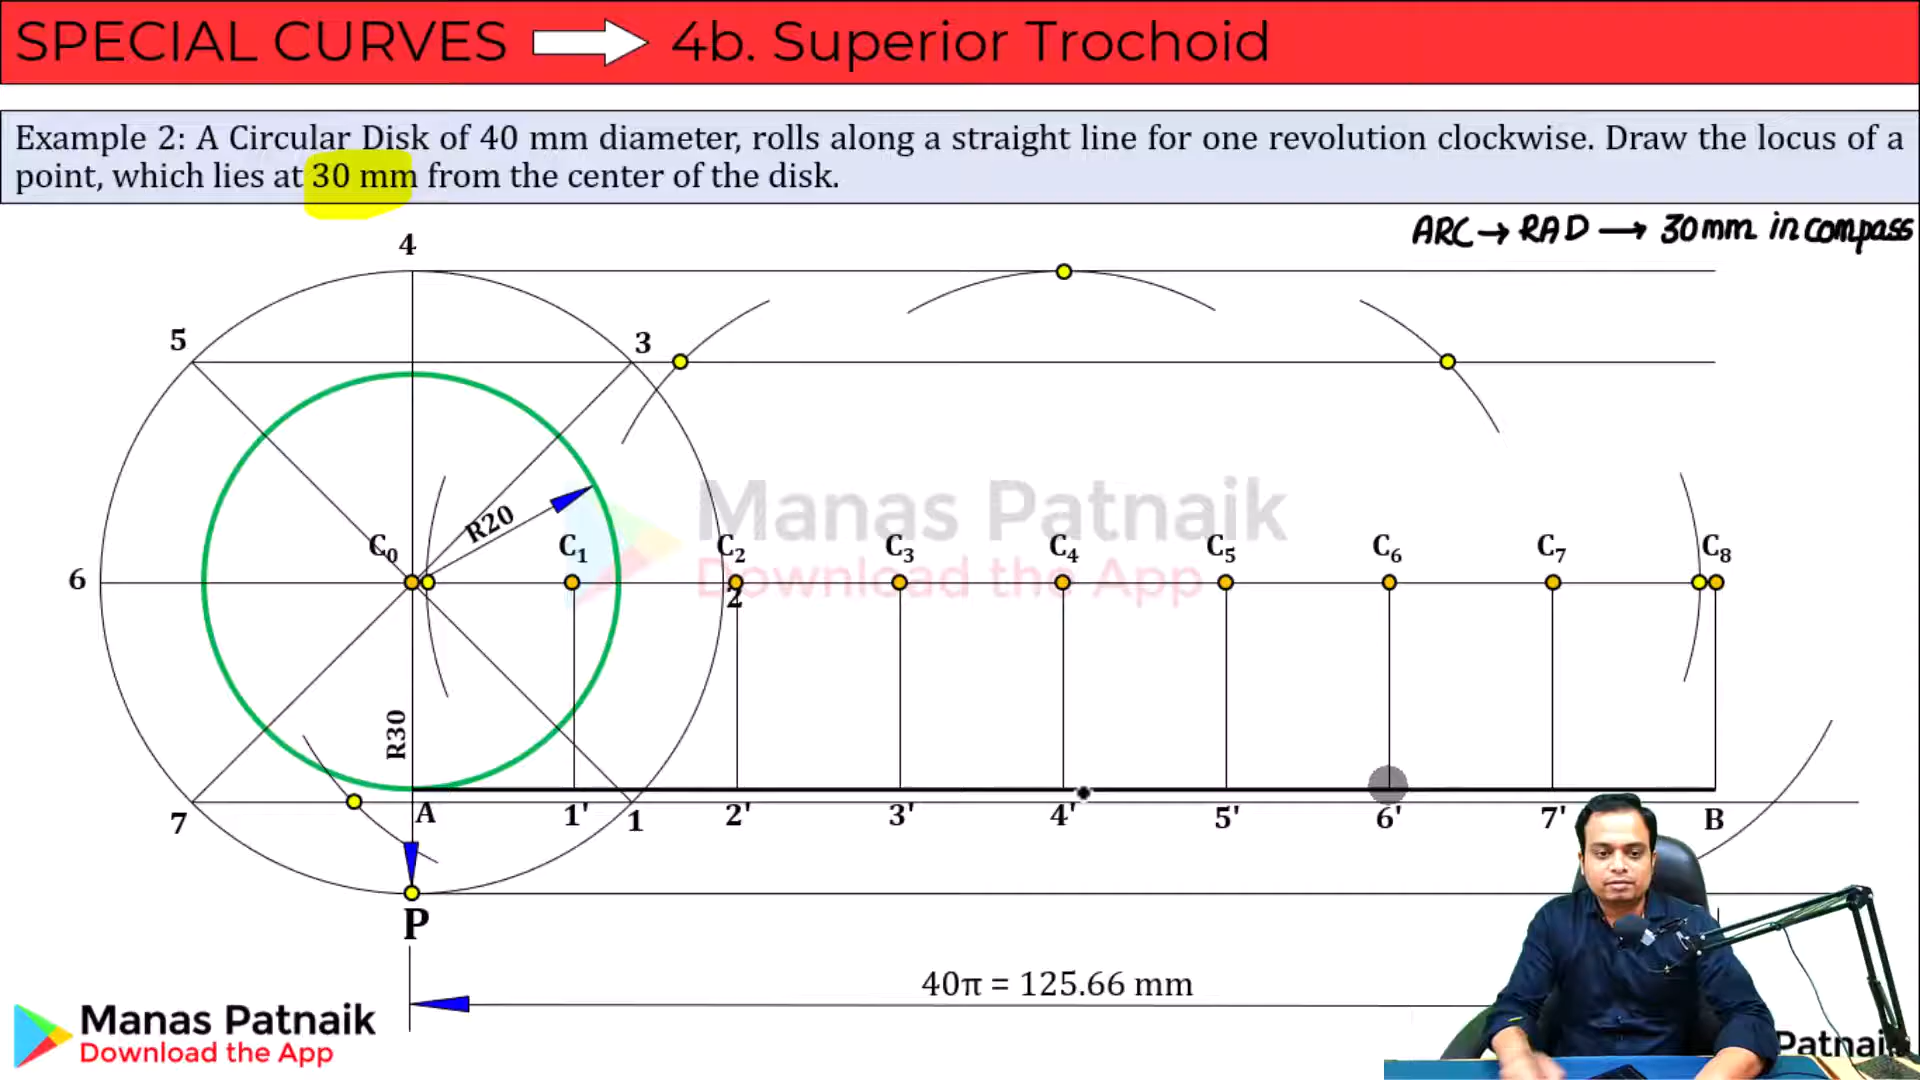 SPECIAL CURVES 4b. Superior Trochoid
Example 2: A Circular Disk of 40 mm diameter, rolls along a straight line for one revolution clockwise. Draw the locus of a
point, which lies at 30 mm from the center of the disk.
ARC → RAD → 30mm in compass
4
5
3
R20
Manas Patnaik
Download the App
C₀
C₁
C₂
C₃
C₄
C₅
C₆
C₇
C₈
6
2
R30
7
A
1'
1
2'
3'
4'
5'
6'
7'
B
P
40π = 125.66 mm
Manas Patnaik
Download the App
Patnaik